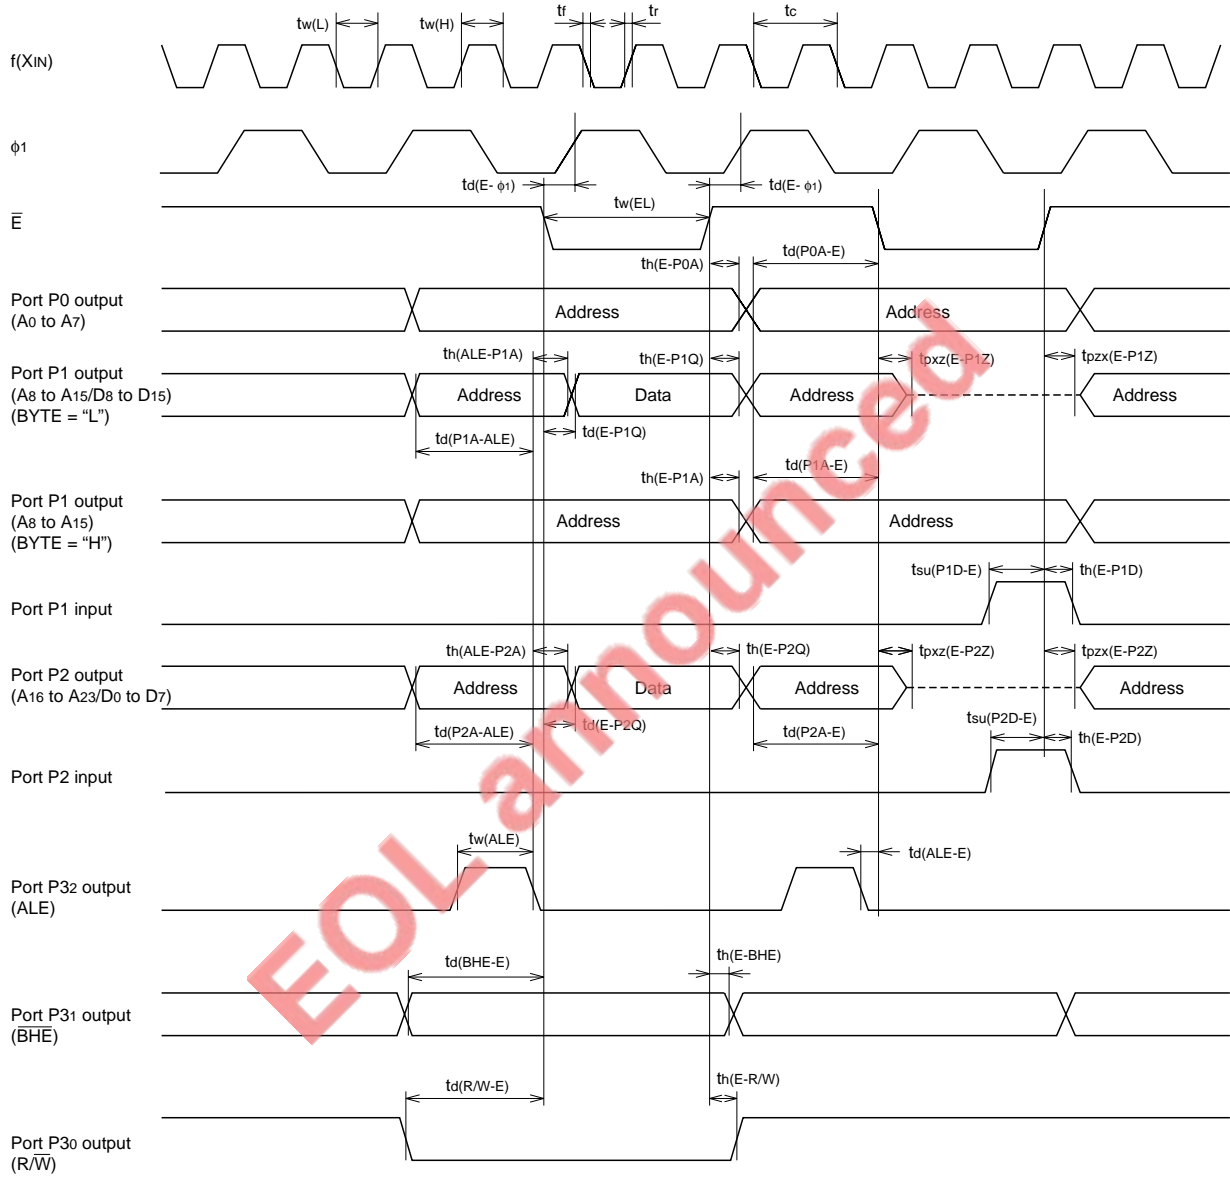 tw(L) tw(H) tf tr tc
f(XIN)
ϕ1
td(E- ϕ1) td(E- ϕ1)
tw(EL)
E̅
td(P0A-E)
th(E-P0A)
Port P0 output
(A0 to A7)
Address Address
th(ALE-P1A) th(E-P1Q) tpxz(E-P1Z) tpzx(E-P1Z)
Port P1 output
(A8 to A15/D8 to D15)
(BYTE = “L”)
Address Data Address Address
td(P1A-ALE) td(E-P1Q)
td(P1A-E)
th(E-P1A)
Port P1 output
(A8 to A15)
(BYTE = “H”)
Address Address
tsu(P1D-E) th(E-P1D)
Port P1 input
th(ALE-P2A) th(E-P2Q) tpxz(E-P2Z) tpzx(E-P2Z)
Port P2 output
(A16 to A23/D0 to D7)
Address Data Address Address
td(P2A-ALE) td(E-P2Q) td(P2A-E)
tsu(P2D-E) th(E-P2D)
Port P2 input
tw(ALE) td(ALE-E)
Port P32 output
(ALE)
td(BHE-E) th(E-BHE)
Port P31 output
(B̅H̅E̅)
td(R/W-E) th(E-R/W)
Port P30 output
(R/W̅)
EOL announced